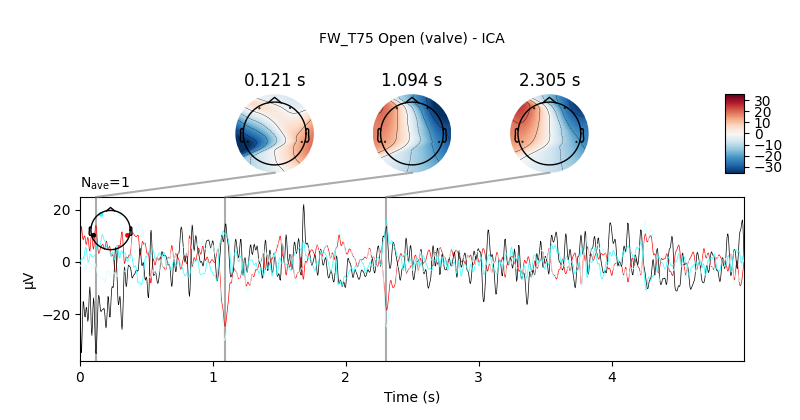 FW_T75 Open (valve) - ICA
0.121 s 1.094 s 2.305 s
30
20
10
0
−10
−20
−30
Nave=1
20
0
−20
µV
0 1 2 3 4
Time (s)